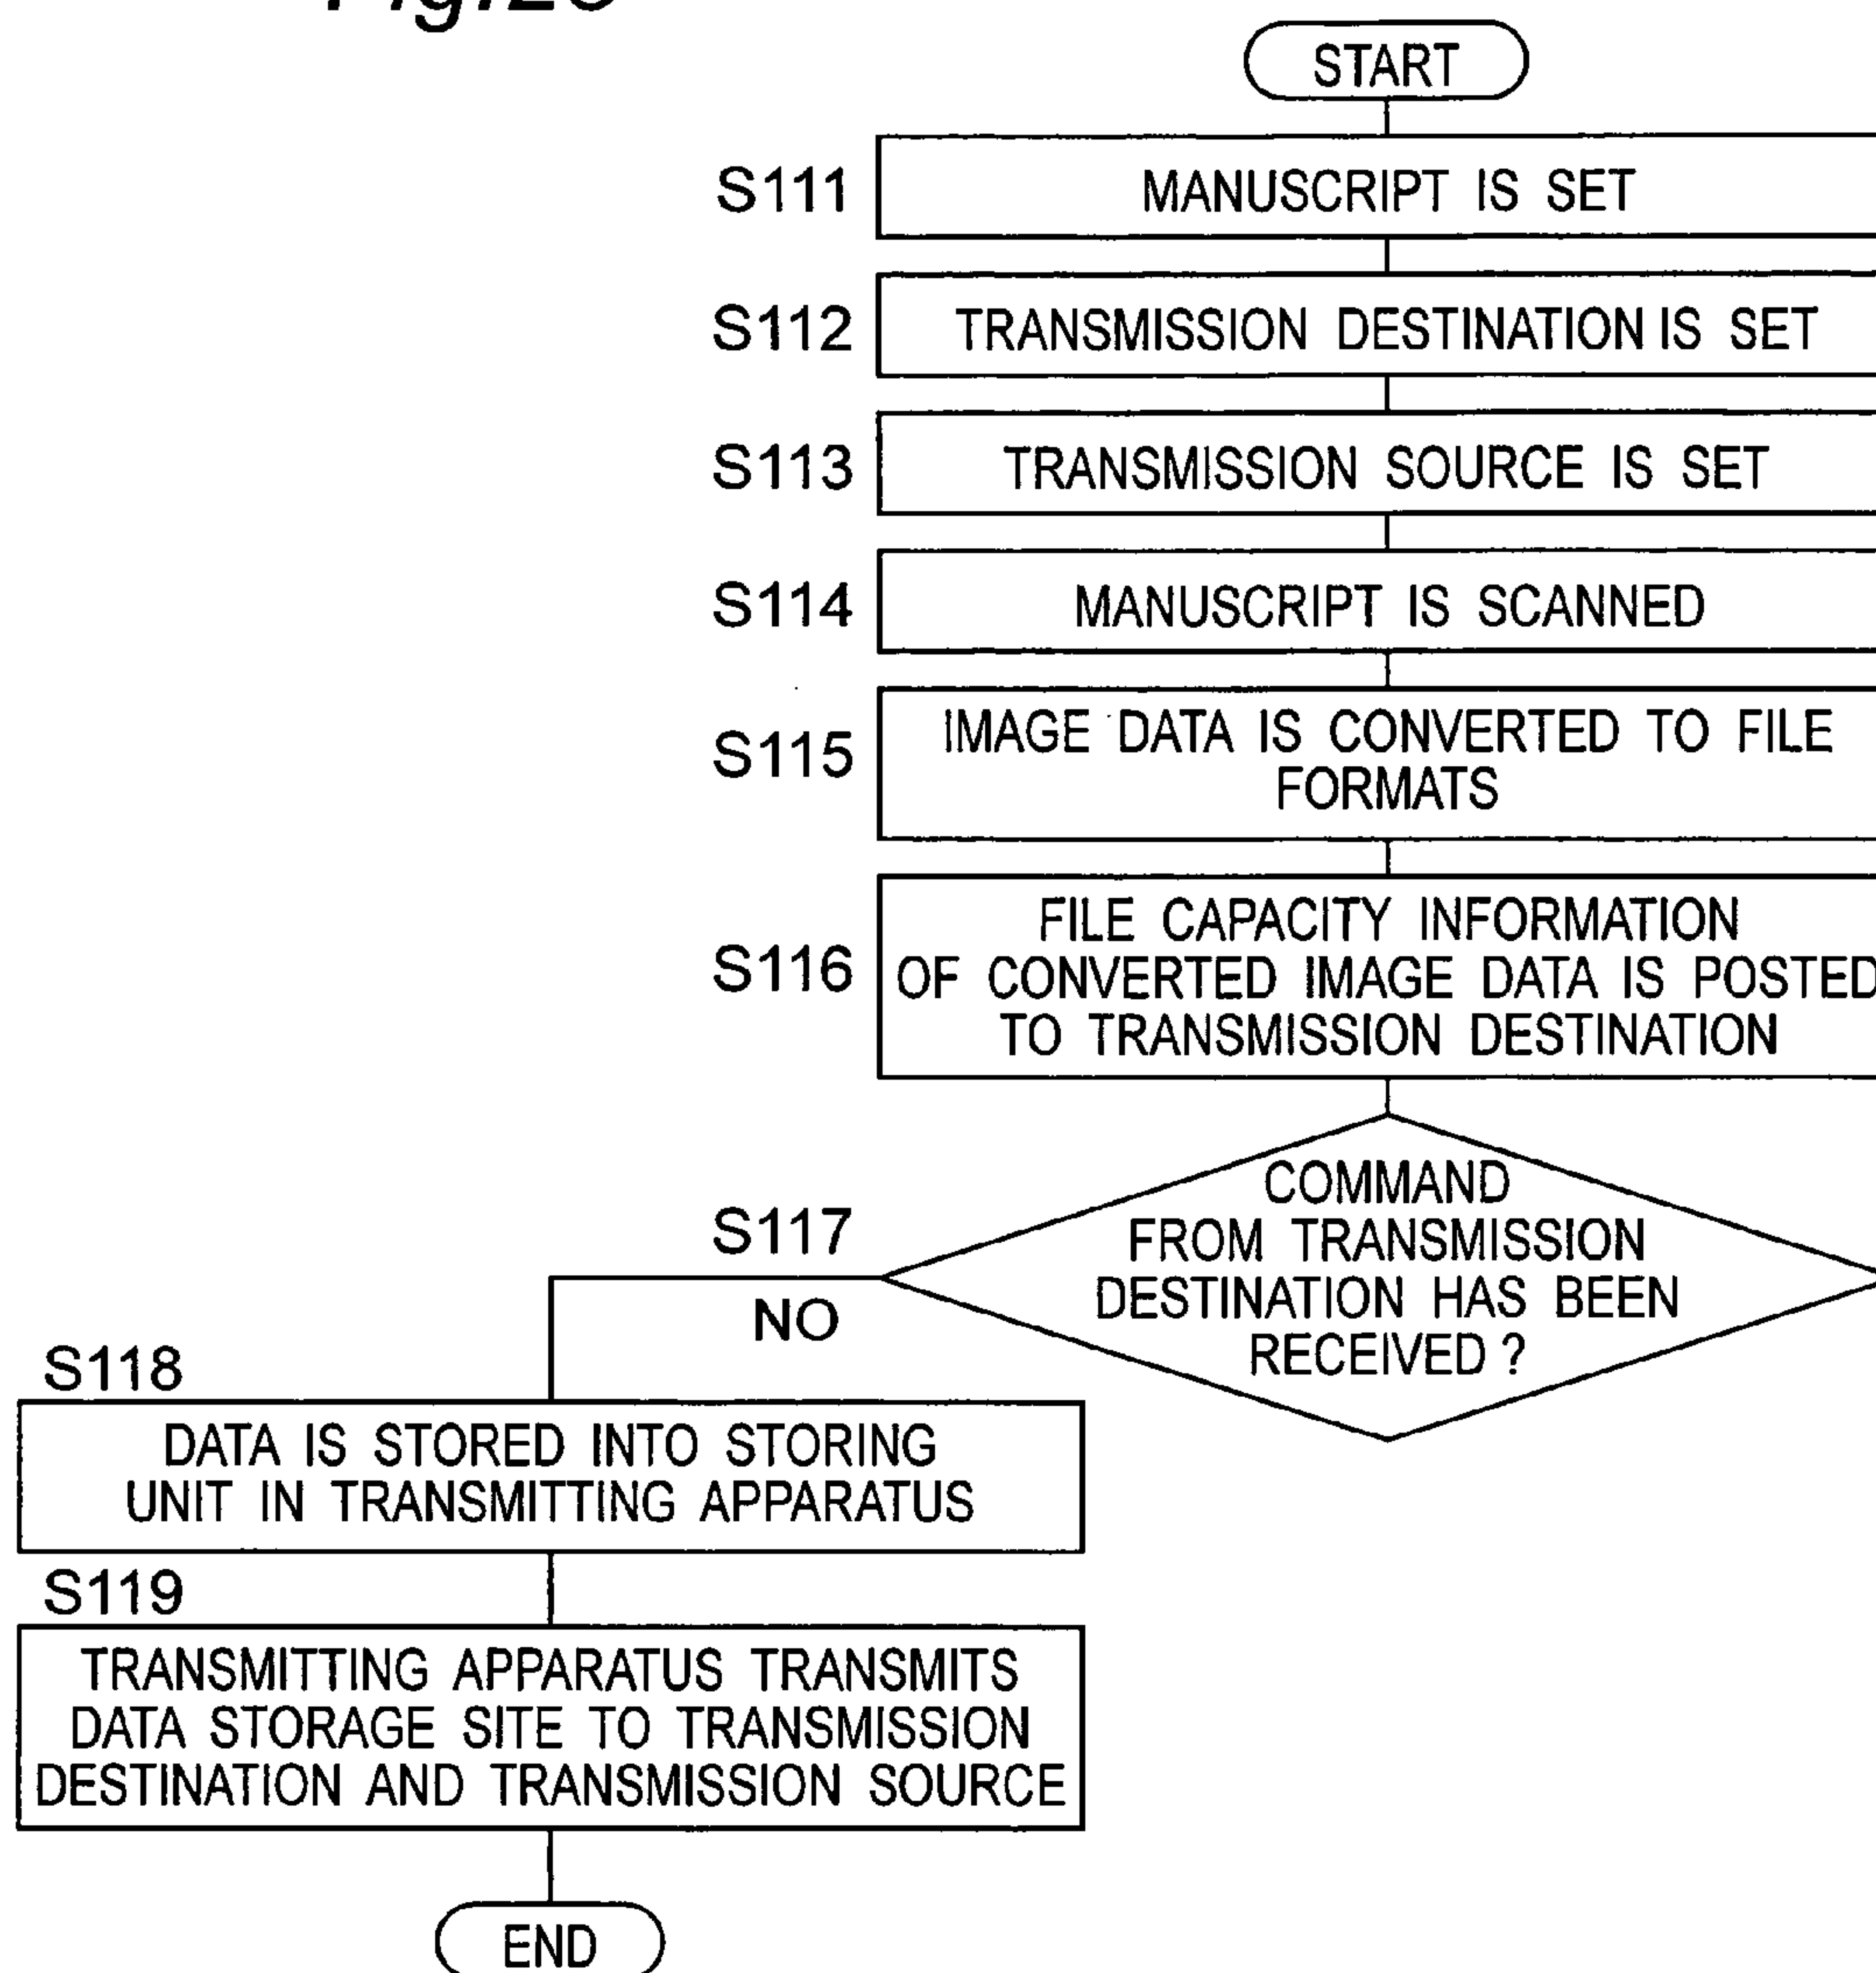 START
S111
MANUSCRIPT IS SET
S112
TRANSMISSION DESTINATION IS SET
S113
TRANSMISSION SOURCE IS SET
S114
MANUSCRIPT IS SCANNED
S115
IMAGE DATA IS CONVERTED TO FILE
FORMATS
S116
FILE CAPACITY INFORMATION
OF CONVERTED IMAGE DATA IS POSTED
TO TRANSMISSION DESTINATION
S117
COMMAND
FROM TRANSMISSION
DESTINATION HAS BEEN
RECEIVED ?
NO
S118
DATA IS STORED INTO STORING
UNIT IN TRANSMITTING APPARATUS
S119
TRANSMITTING APPARATUS TRANSMITS
DATA STORAGE SITE TO TRANSMISSION
DESTINATION AND TRANSMISSION SOURCE
END